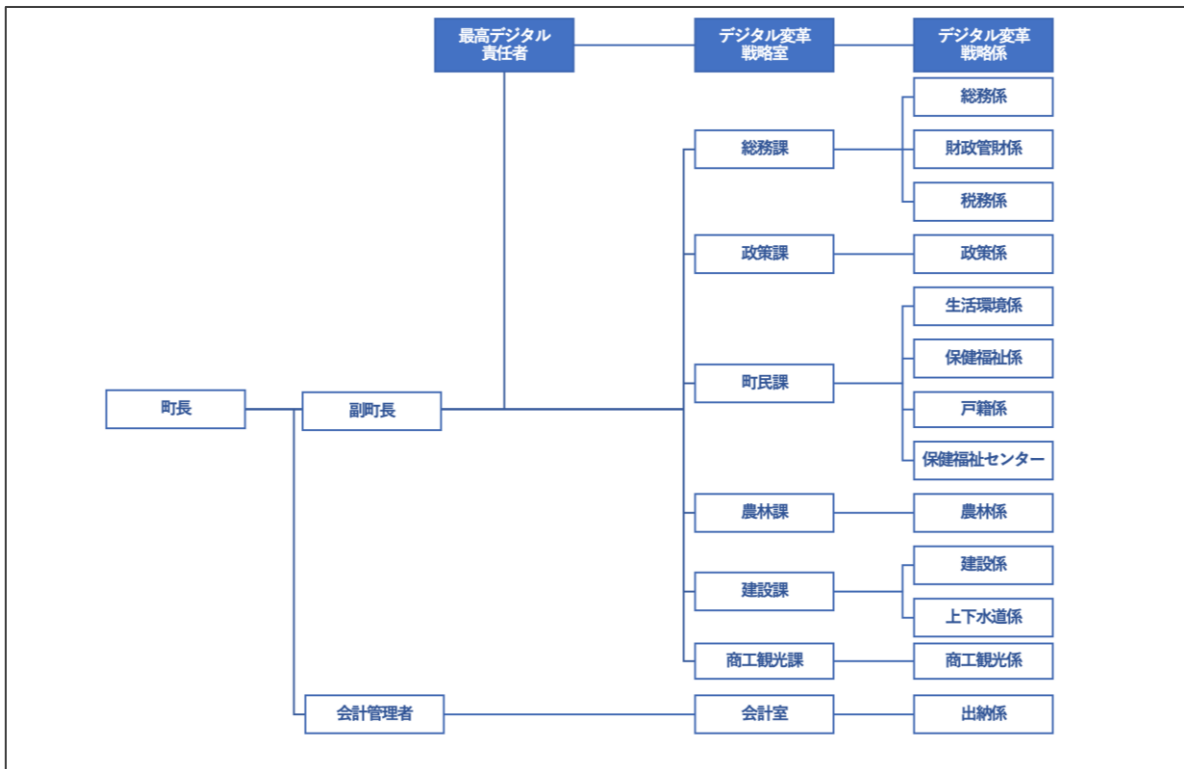 最高デジタル
責任者
デジタル変革
戦略室
デジタル変革
戦略係
総務係
総務課
財政管財係
税務係
政策課
政策係
生活環境係
保健福祉係
町民課
戸籍係
町長
副町長
保健福祉センター
農林課
農林係
建設係
建設課
上下水道係
商工観光課
商工観光係
会計管理者
会計室
出納係